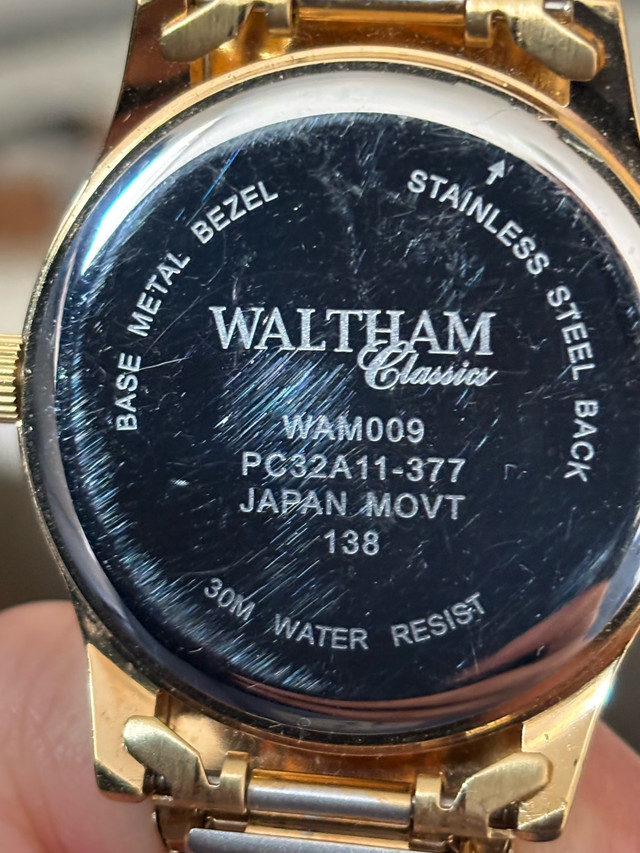 BASE METAL BEZEL
STAINLESS STEEL BACK
WALTHAM
Classics
WAM009
PC32A11-377
JAPAN MOVT
138
30M WATER RESIST